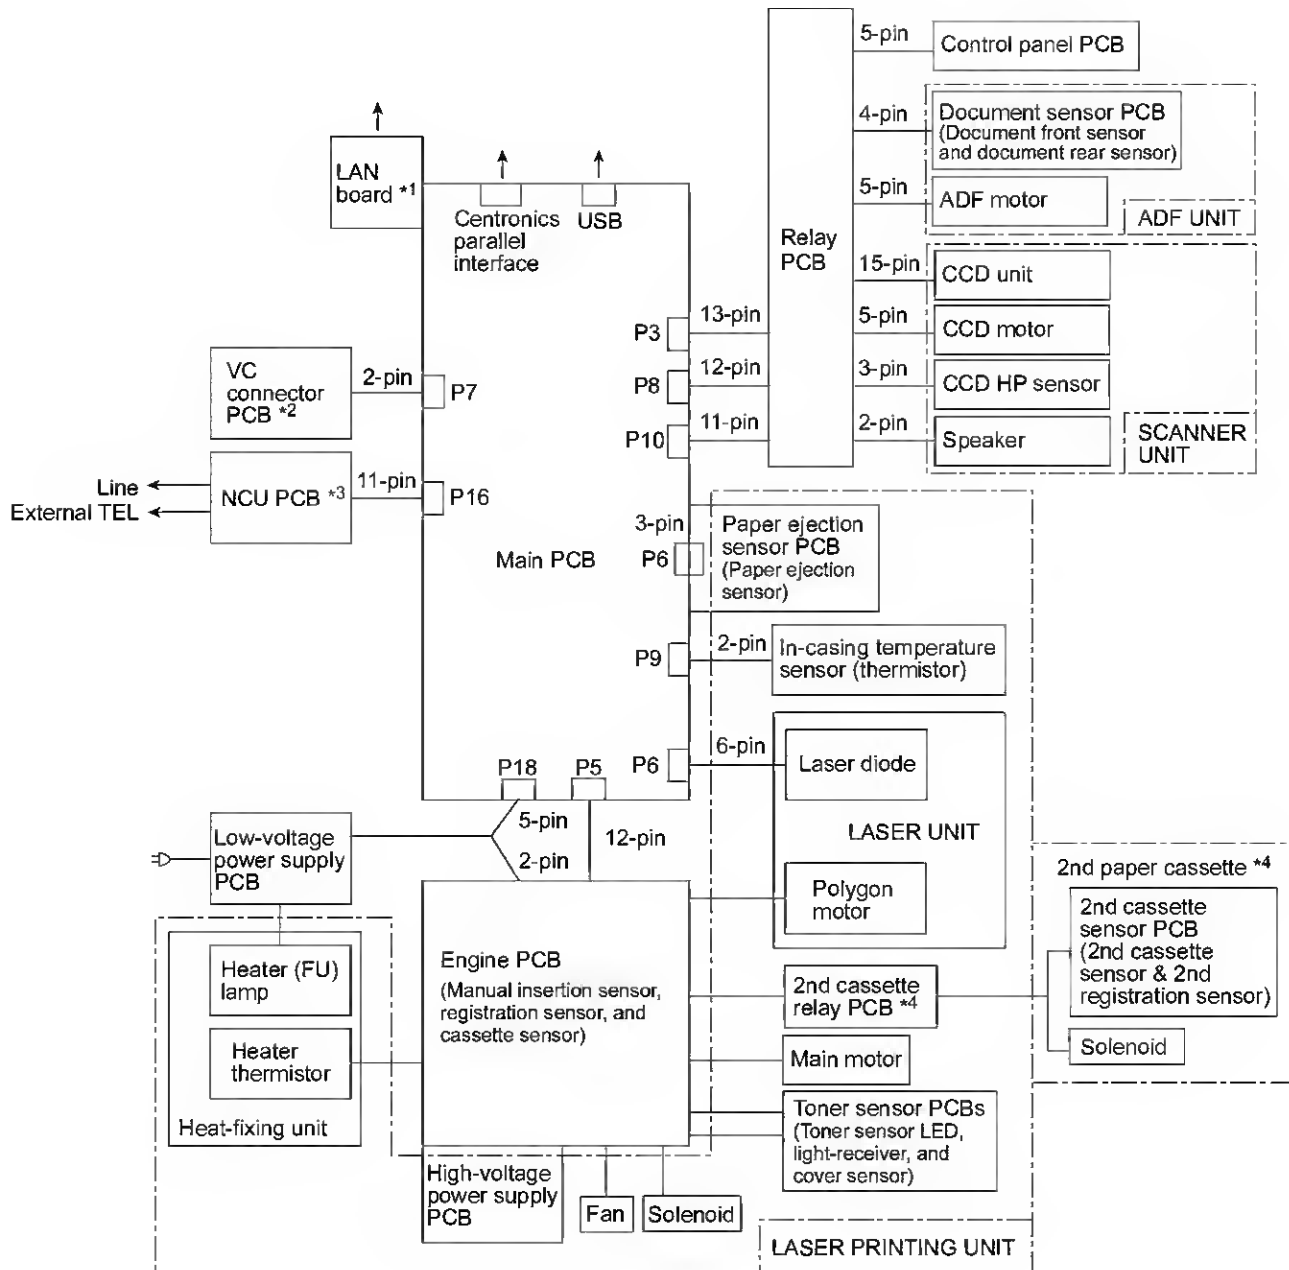 5-pin
Control panel PCB
4-pin
Document sensor PCB
(Document front sensor
and document rear sensor)
5-pin
ADF motor
ADF UNIT
LAN
board *1
Centronics
parallel
interface
USB
Relay
PCB
15-pin
CCD unit
5-pin
CCD motor
3-pin
CCD HP sensor
2-pin
Speaker
SCANNER
UNIT
P3
13-pin
P8
12-pin
P10
11-pin
VC
connector
PCB *2
2-pin
P7
Line
External TEL
NCU PCB *3
11-pin
P16
Main PCB
3-pin
P6
Paper ejection
sensor PCB
(Paper ejection
sensor)
P9
2-pin
In-casing temperature
sensor (thermistor)
P6
6-pin
Laser diode
LASER UNIT
Polygon
motor
P18
P5
5-pin
2-pin
12-pin
Low-voltage
power supply
PCB
Heater (FU)
lamp
Heater
thermistor
Heat-fixing unit
Engine PCB
(Manual insertion sensor,
registration sensor, and
cassette sensor)
2nd cassette
relay PCB *4
2nd paper cassette *4
2nd cassette
sensor PCB
(2nd cassette
sensor & 2nd
registration sensor)
Solenoid
Main motor
Toner sensor PCBs
(Toner sensor LED,
light-receiver, and
cover sensor)
High-voltage
power supply
PCB
Fan
Solenoid
LASER PRINTING UNIT